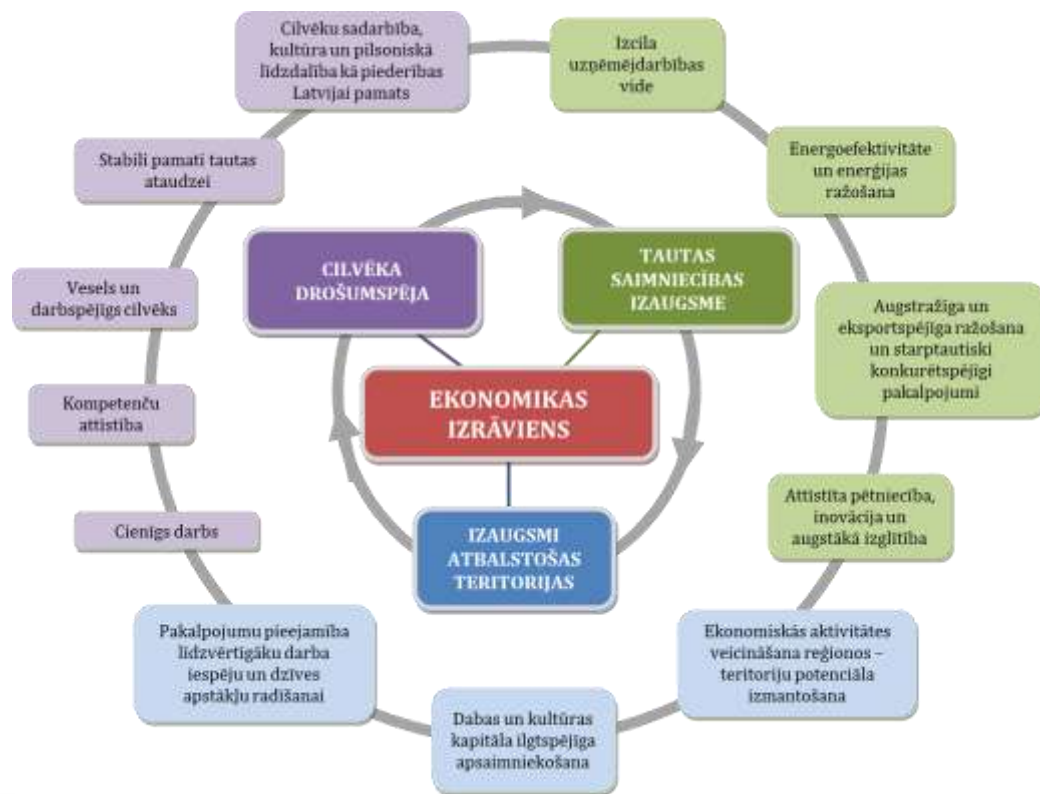 Cilvēku sadarbība,
kultūra un pilsoniskā
līdzdalība kā piederības
Latvijai pamats
Izcila
uzņēmējdarbības
vide
Stabili pamati tautas
ataudzei
Energoefektivitāte
un enerģijas
ražošana
CILVĒKA
DROŠUMSPĒJA
TAUTAS
SAIMNIECĪBAS
IZAUGSME
Vesels un
darbspējīgs cilvēks
Augstražīga un
eksportspējīga ražošana
un starptautiski
konkurētspējīgi
pakalpojumi
EKONOMIKAS
IZRĀVIENS
Kompetenču
attīstība
Attīstīta pētniecība,
inovācija un
augstākā izglītība
Cienīgs darbs
IZAUGSMI
ATBALSTOŠAS
TERITORIJAS
Pakalpojumu pieejamība
līdzvērtīgāku darba
iespēju un dzīves
apstākļu radīšanai
Ekonomiskās aktivitātes
veicināšana reģionos –
teritoriju potenciāla
izmantošana
Dabas un kultūras
kapitāla ilgtspējīga
apsaimniekošana